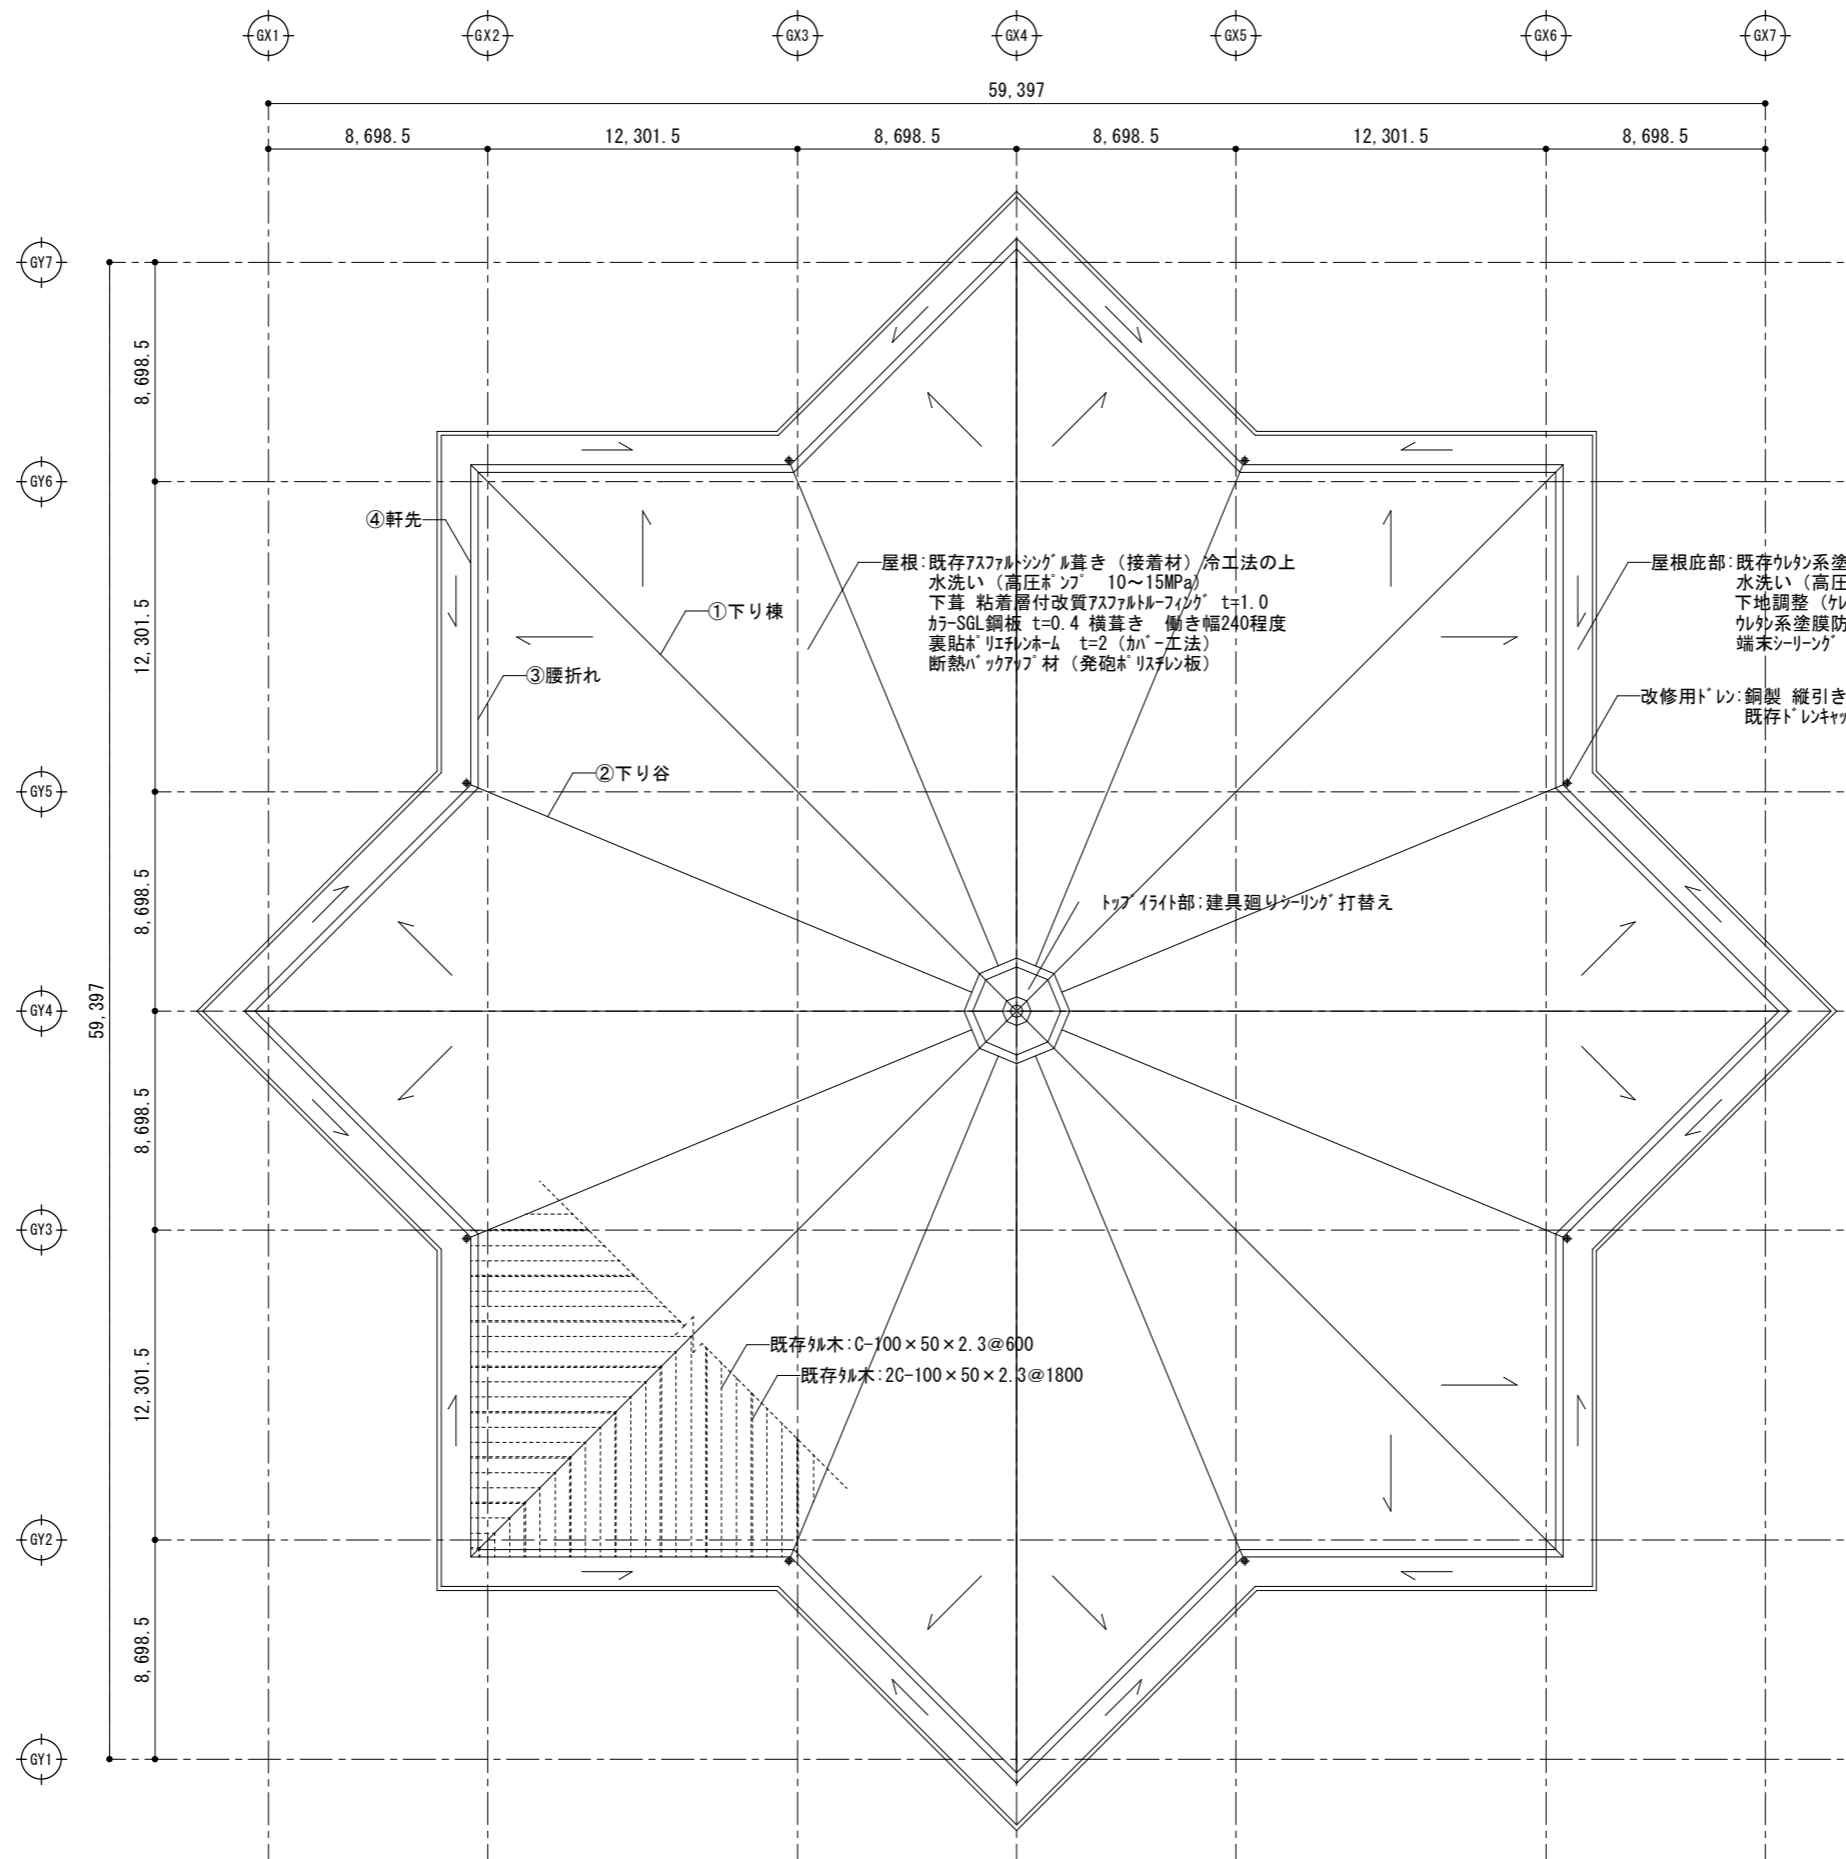 GX1 GX2 GX3 GX4 GX5 GX6 GX7
59,397
8,698.5 12,301.5 8,698.5 8,698.5 12,301.5 8,698.5
GY7
8,698.5
GY6
④軒先
屋根:既存アスファルトシングル葺き（接着材）冷工法の上
水洗い（高圧ポンプ 10～15MPa）
下葺 粘着層付改質アスファルトルーフィング t=1.0
カラーSGL鋼板 t=0.4 横葺き 働き幅240程度
裏貼ポリエチレンホーム t=2（カバー工法）
断熱バックアップ材（発砲ポリスチレン板）
屋根庇部:既存ウレタン系塗
水洗い（高圧
下地調整（ケレ
ウレタン系塗膜防
端末シーリング
①下り棟
12,301.5
③腰折れ
改修用ドレン:銅製 縦引き
既存ドレンキャッ
②下り谷
GY5
8,698.5
トップイライト部;建具廻りシーリング打替え
GY4
59,397
8,698.5
GY3
既存タル木:C-100×50×2.3@600
既存タル木:2C-100×50×2.3@1800
12,301.5
GY2
8,698.5
GY1